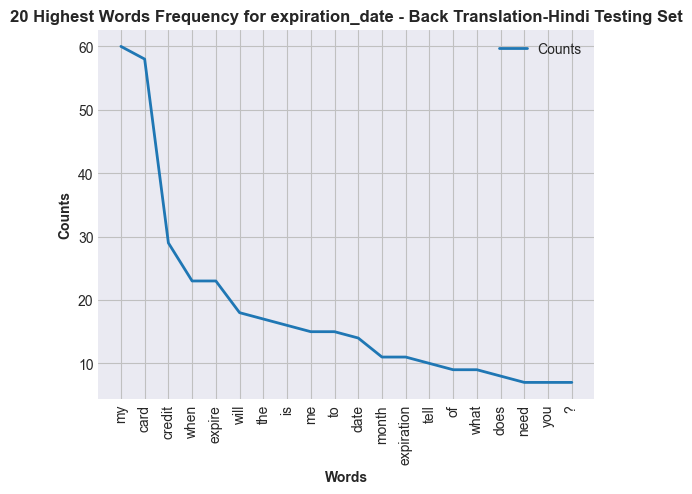 20 Highest Words Frequency for expiration_date - Back Translation-Hindi Testing Set
Counts
60
50
40
30
20
10
Counts
my
card
credit
when
expire
will
the
is
me
to
date
month
expiration
tell
of
what
does
need
you
?
Words